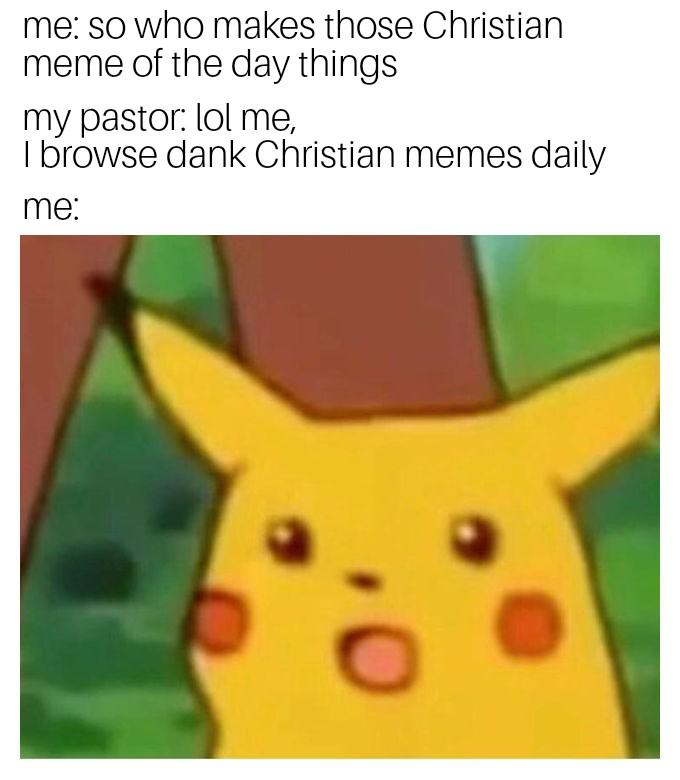 me: so who makes those Christian
meme of the day things
my pastor: lol me,
I browse dank Christian memes daily
me: